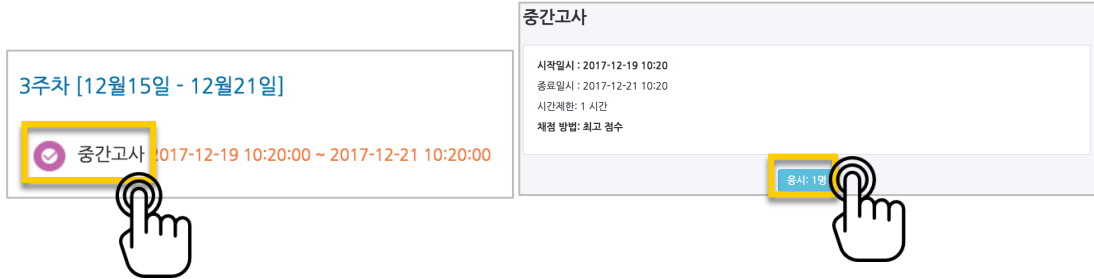 3주차 [12월15일 - 12월21일]
중간고사 2017-12-19 10:20:00 ~ 2017-12-21 10:20:00
중간고사
시작일시 : 2017-12-19 10:20
종료일시 : 2017-12-21 10:20
시간제한: 1 시간
채점 방법: 최고 점수
응시: 1명